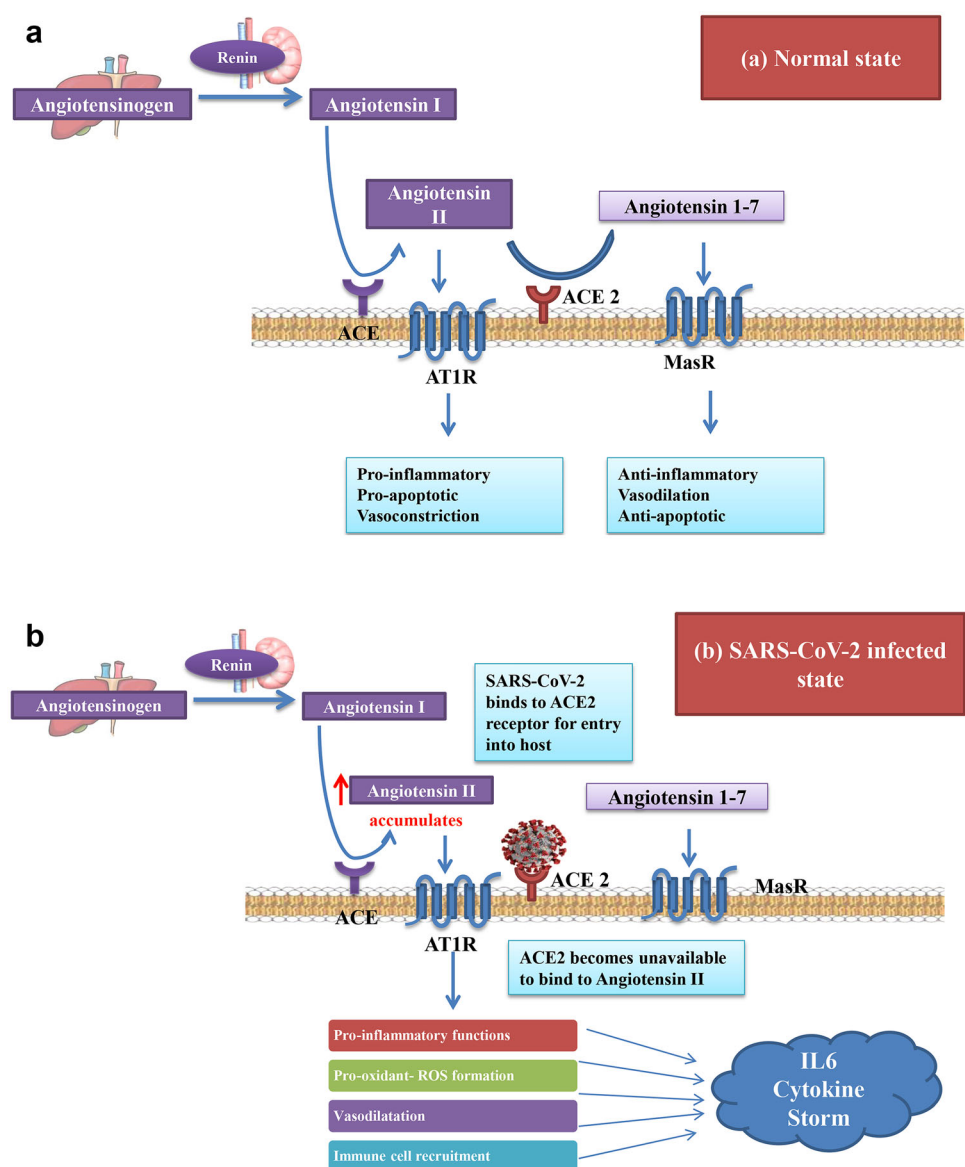 a
Renin
(a) Normal state
Angiotensinogen
Angiotensin I
Angiotensin
II
Angiotensin 1-7
ACE 2
ACE
AT1R
MasR
Pro-inflammatory
Pro-apoptotic
Vasoconstriction
Anti-inflammatory
Vasodilation
Anti-apoptotic
b
Renin
(b) SARS-CoV-2 infected
state
Angiotensinogen
Angiotensin I
SARS-CoV-2
binds to ACE2
receptor for entry
into host
Angiotensin II
accumulates
Angiotensin 1-7
ACE 2
MasR
ACE
AT1R
ACE2 becomes unavailable
to bind to Angiotensin II
Pro-inflammatory functions
Pro-oxidant- ROS formation
Vasodilatation
Immune cell recruitment
IL6
Cytokine
Storm